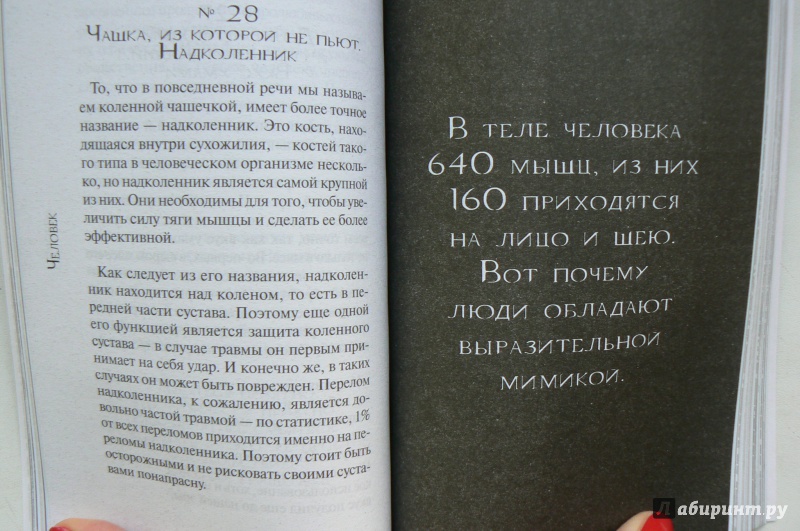 № 28
Чашка, из которой не пьют.
Надколенник
То, что в повседневной речи мы называ-
ем коленной чашечкой, имеет более точное
название — надколенник. Это кость, нахо-
дящаяся внутри сухожилия, — костей тако-
го типа в человеческом организме несколь-
ко, но надколенник является самой крупной
из них. Они необходимы для того, чтобы уве-
личить силу тяги мышцы и сделать ее более
эффективной.
Как следует из его названия, надколен-
ник находится над коленом, то есть в пе-
редней части сустава. Поэтому еще одной
его функцией является защита коленного
сустава — в случае травмы он первым при-
нимает на себя удар. И конечно же, в таких
случаях он может быть поврежден. Перелом
надколенника, к сожалению, является до-
вольно частой травмой — по статистике, 1%
от всех переломов приходится именно на пе-
реломы надколенника. Поэтому стоит быть
осторожными и не рисковать своими суста-
вами понапрасну.
Человек
В теле человека
640 мышц, из них
160 приходятся
на лицо и шею.
Вот почему
люди обладают
выразительной
мимикой.
Лабиринт.ру